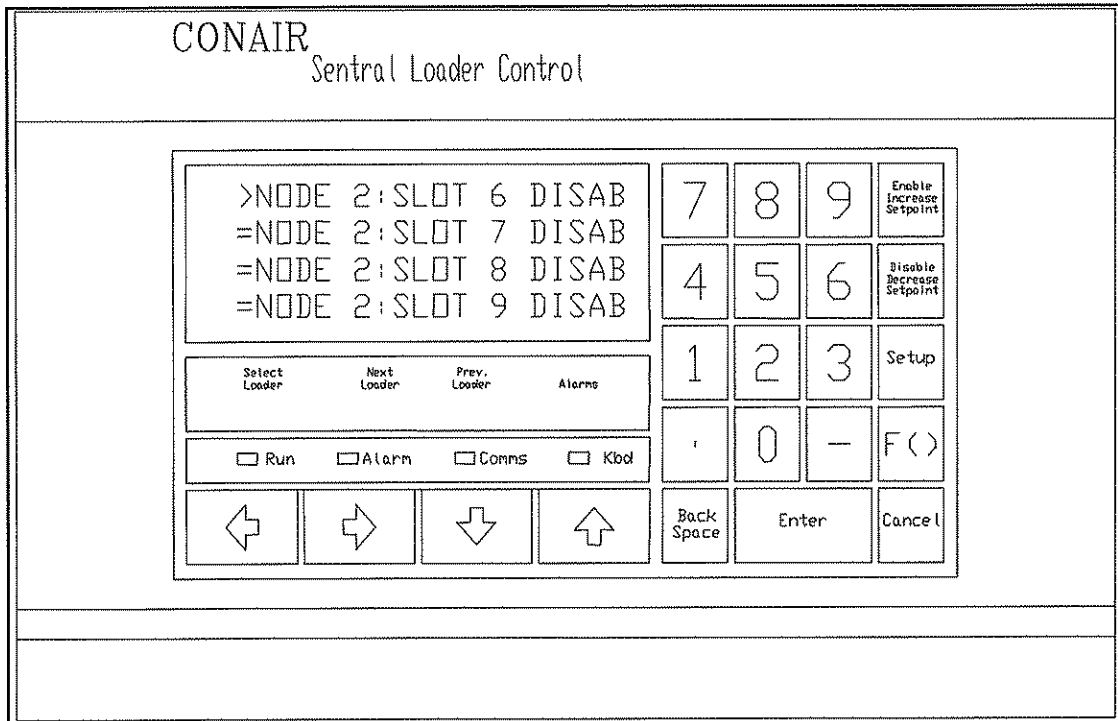 CONAIR
Sentral Loader Control
>NODE 2:SLOT 6 DISAB
=NODE 2:SLOT 7 DISAB
=NODE 2:SLOT 8 DISAB
=NODE 2:SLOT 9 DISAB
Select Loader
Next Loader
Prev. Loader
Alarms
Run
Alarm
Comms
Kbd
7 8 9
Enable
Increase
Setpoint
4 5 6
Disable
Decrease
Setpoint
1 2 3
Setup
. 0 —
F()
Back
Space
Enter
Cancel